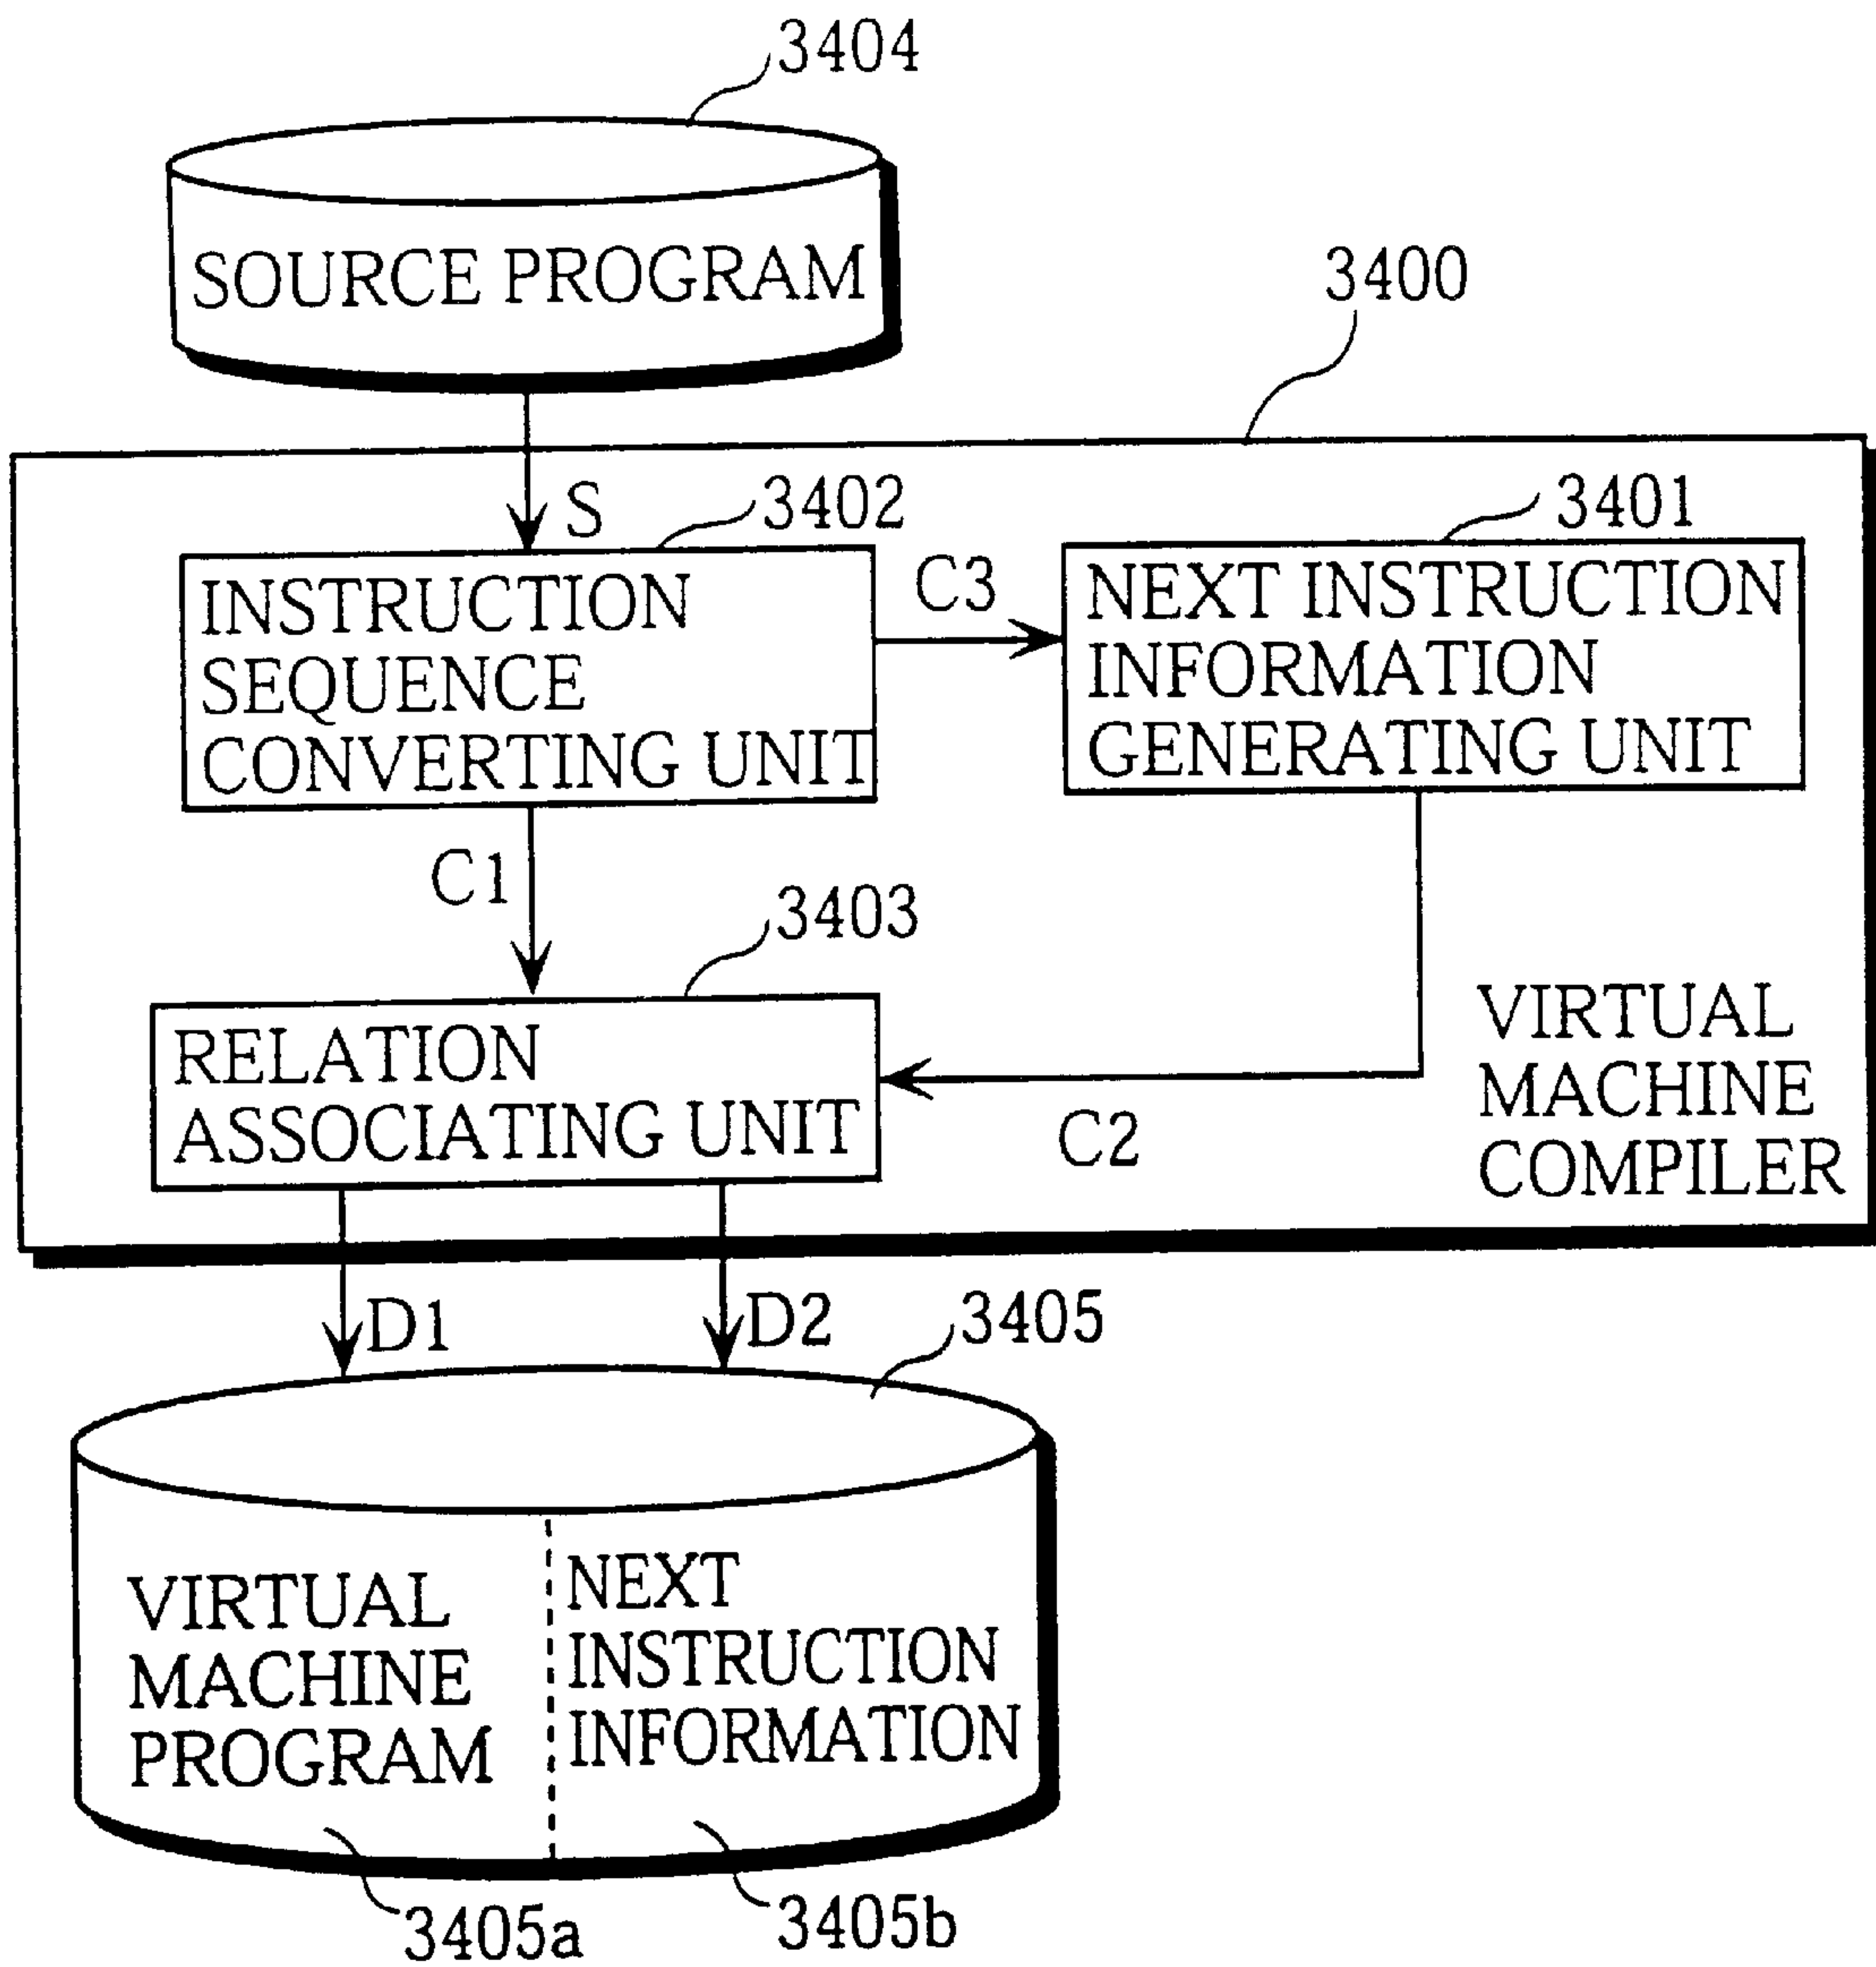 3404
SOURCE PROGRAM
3400
S
3402
3401
INSTRUCTION
SEQUENCE
CONVERTING UNIT
C3
NEXT INSTRUCTION
INFORMATION
GENERATING UNIT
C1
3403
RELATION
ASSOCIATING UNIT
C2
VIRTUAL
MACHINE
COMPILER
D1
D2
3405
VIRTUAL
MACHINE
PROGRAM
NEXT
INSTRUCTION
INFORMATION
3405a
3405b